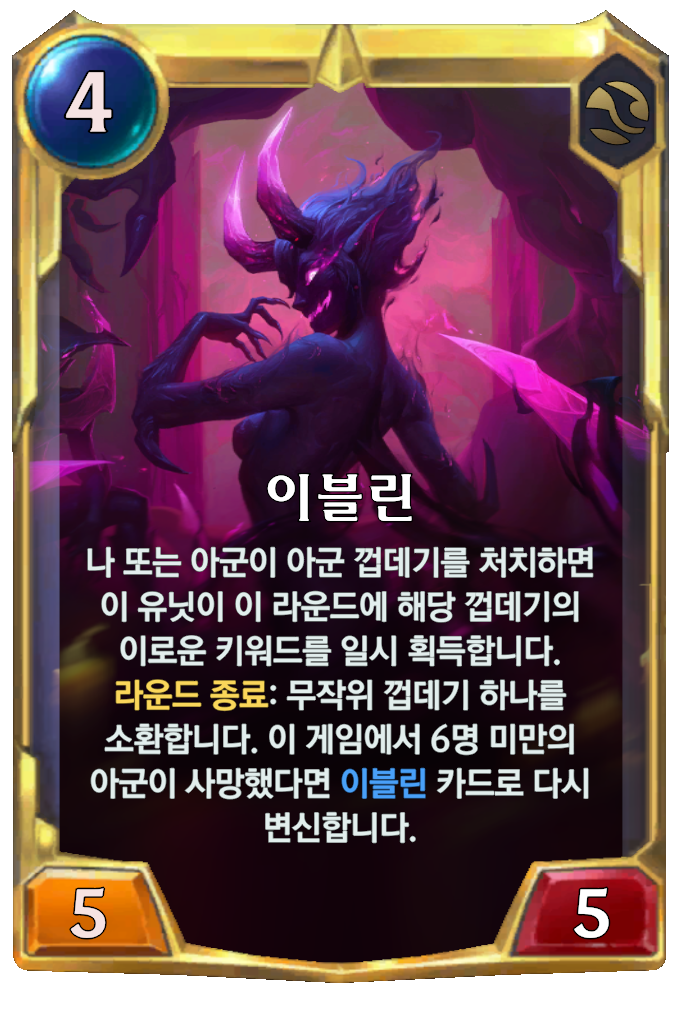 4
이블린
나 또는 아군이 아군 껍데기를 처치하면
이 유닛이 이 라운드에 해당 껍데기의
이로운 키워드를 일시 획득합니다.
라운드 종료: 무작위 껍데기 하나를
소환합니다. 이 게임에서 6명 미만의
아군이 사망했다면 이블린 카드로 다시
변신합니다.
5
5